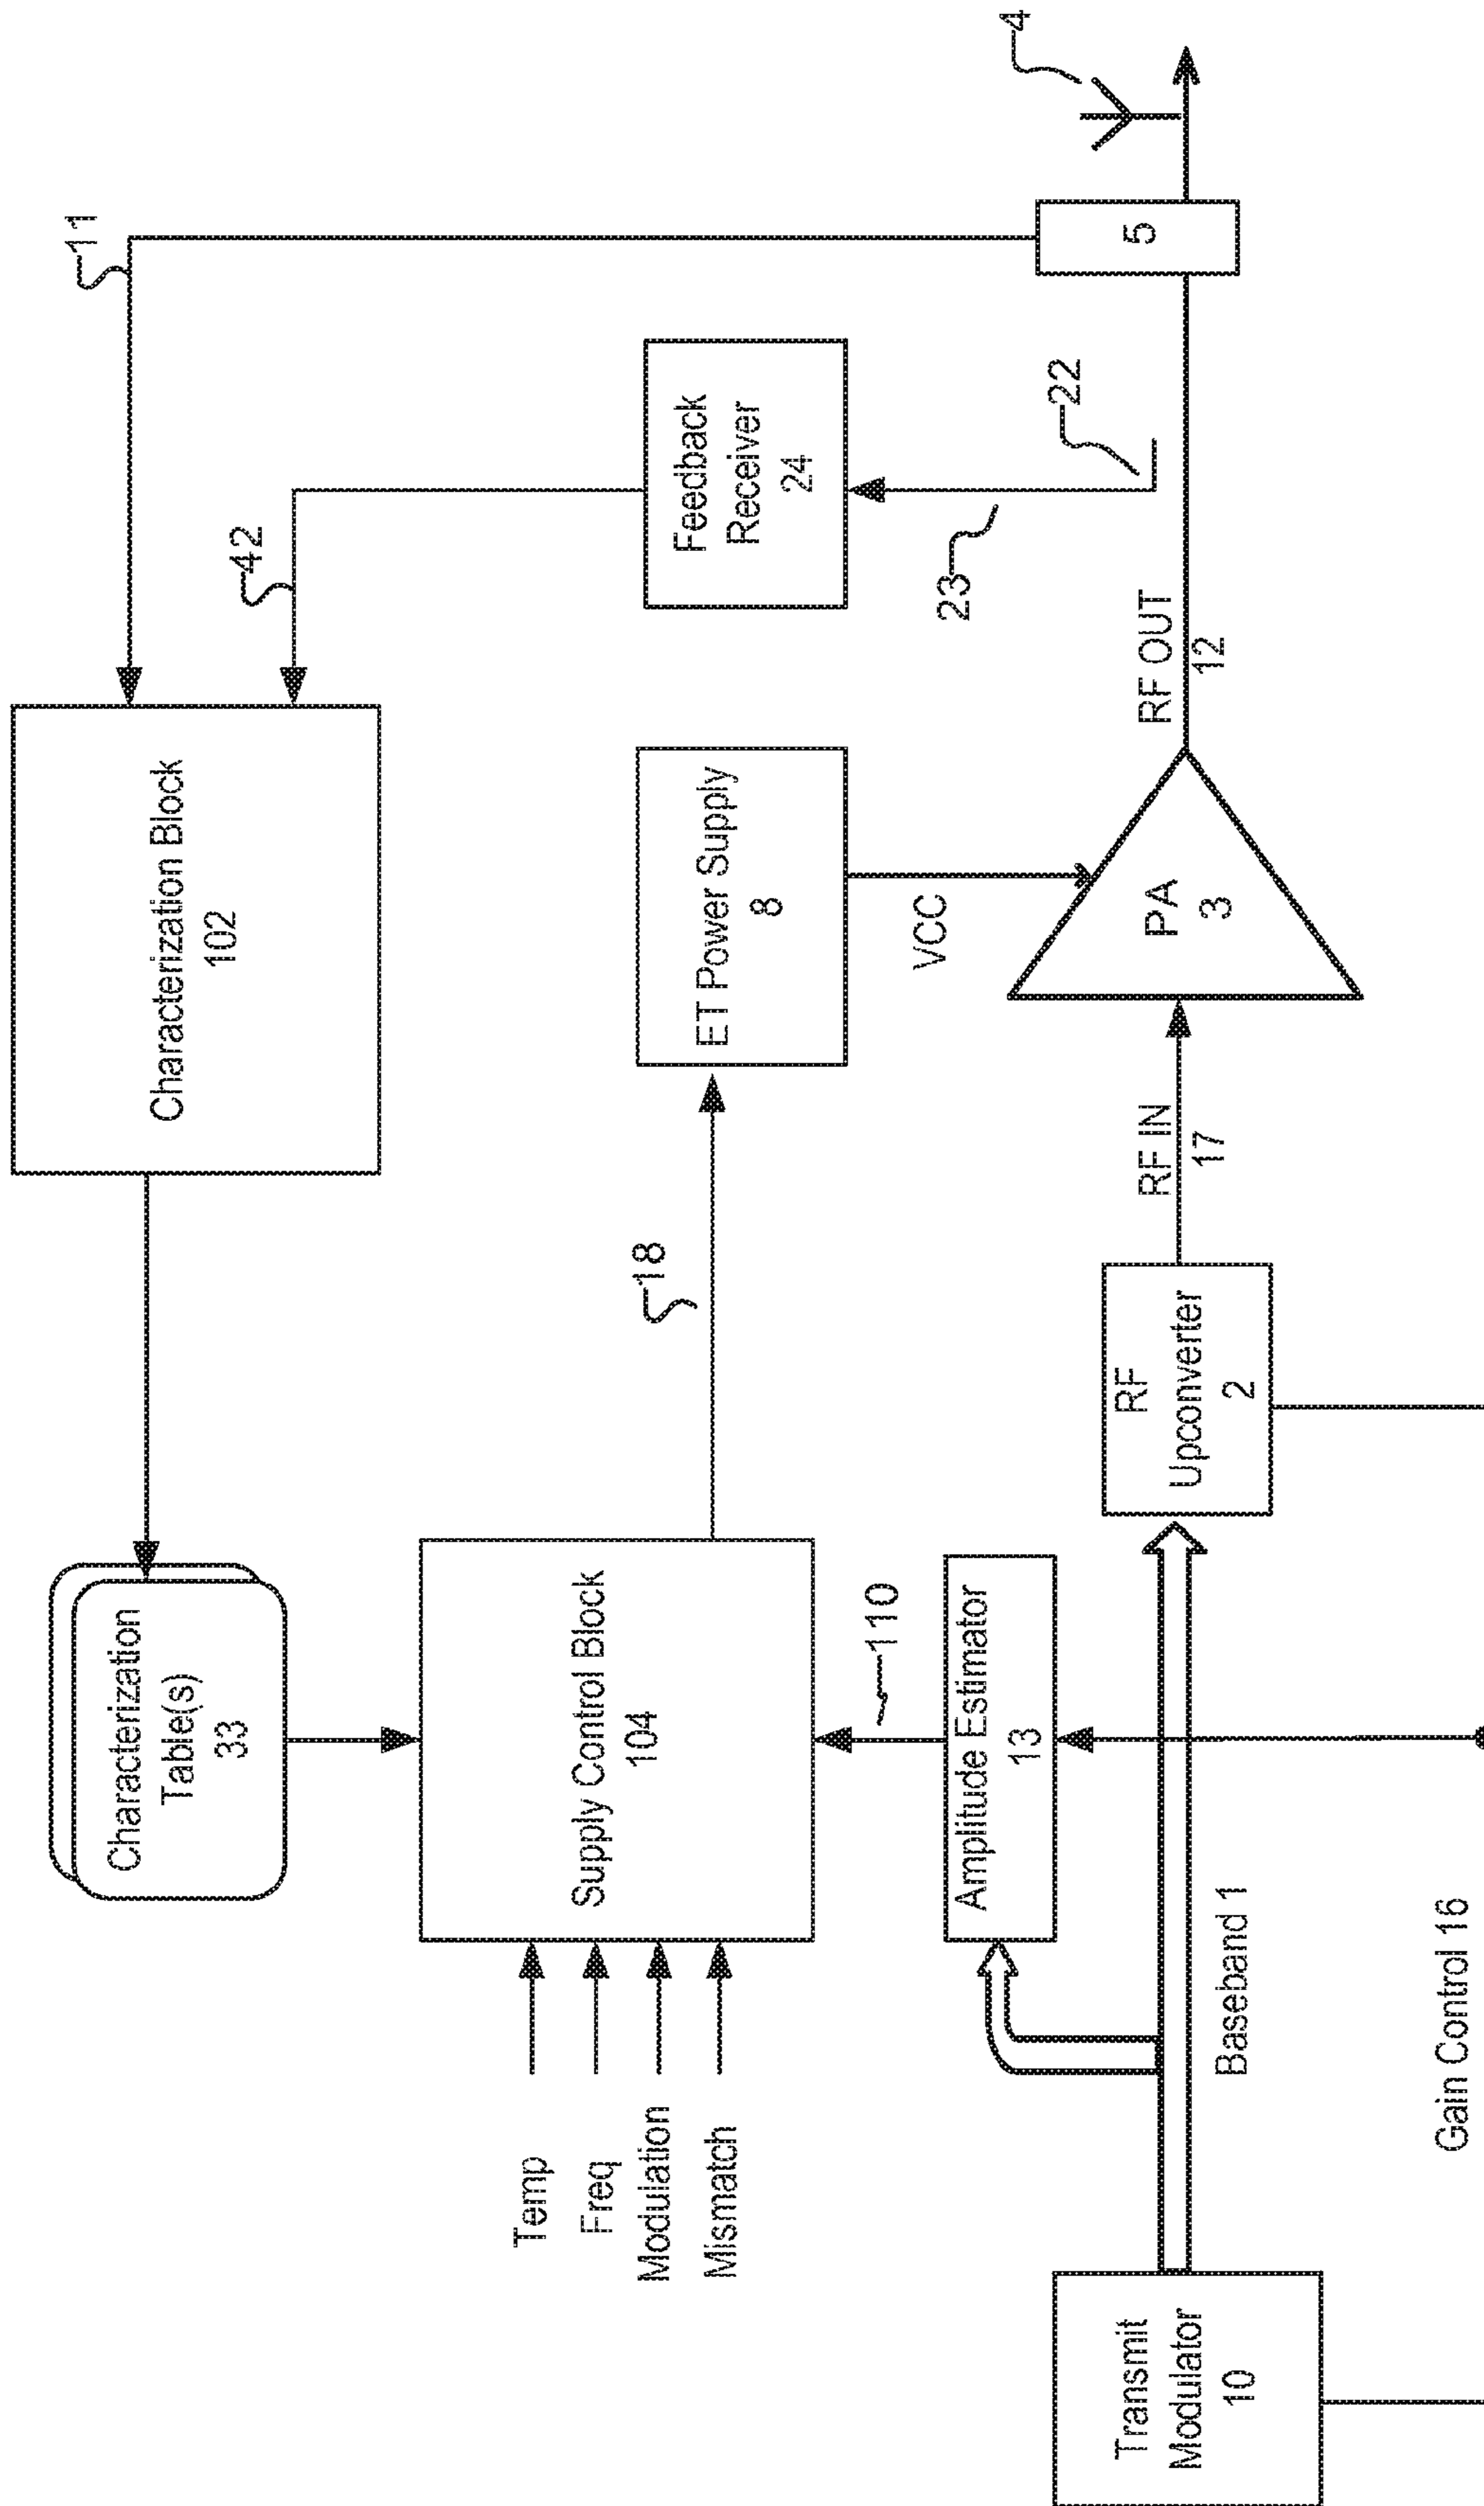 11
Characterization Block
102
42
Characterization
Table(s)
33
Feedback
Receiver
24
4
5
22
23
ET Power Supply
8
18
Supply Control Block
104
Temp
Freq
Modulation
Mismatch
VCC
110
Amplitude Estimator
13
PA
3
RF OUT
12
RF IN
17
RF
Upconverter
2
Baseband 1
Transmit
Modulator
10
Gain Control 16